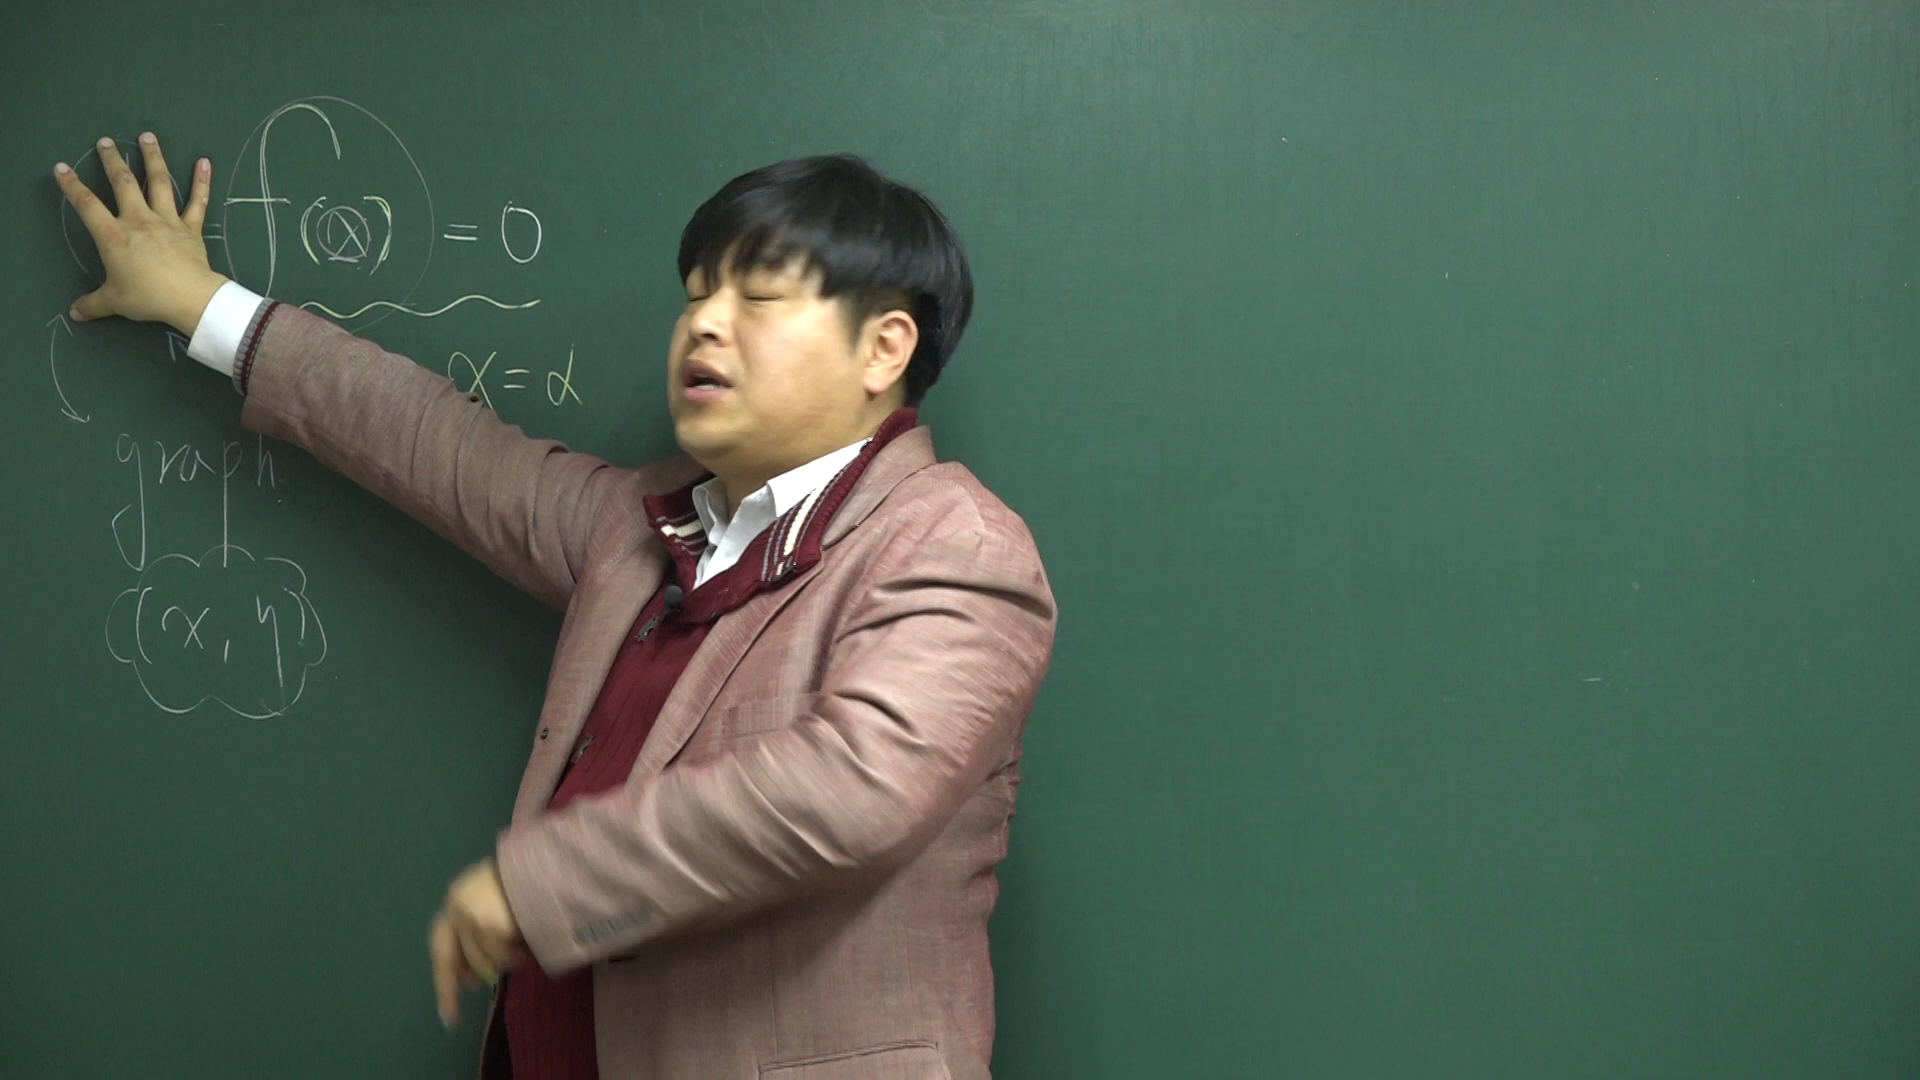 = f(x) = 0
x = α
graph
(x, y)